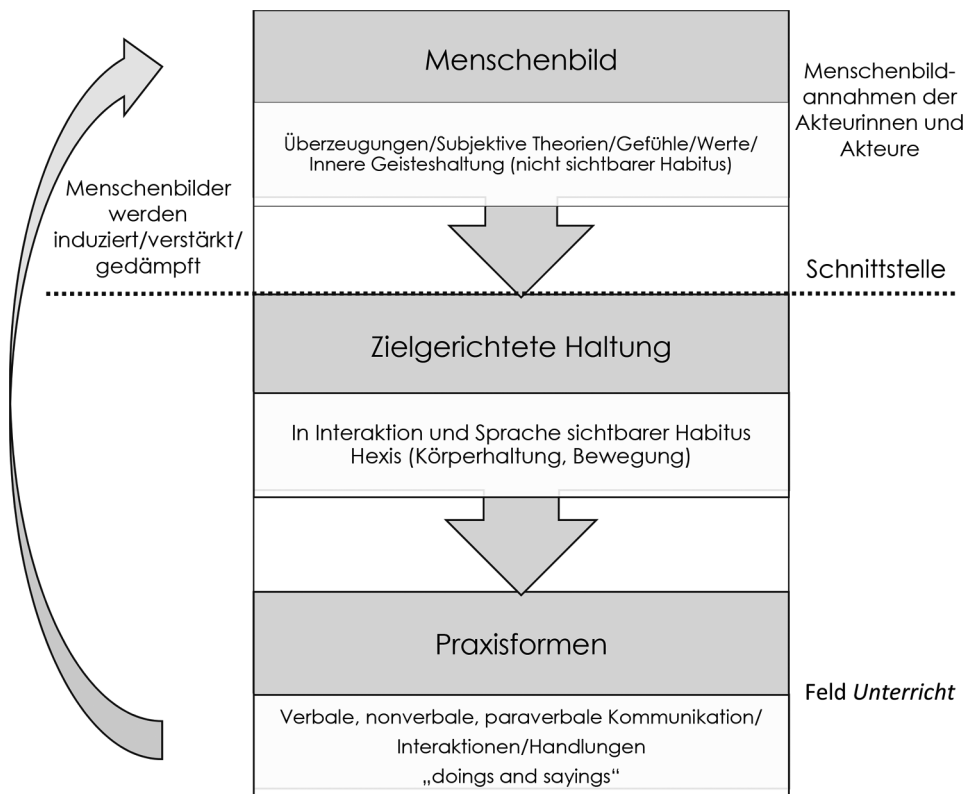 Menschenbild
Überzeugungen/Subjektive Theorien/Gefühle/Werte/
Innere Geisteshaltung (nicht sichtbarer Habitus)
Menschenbild-
annahmen der
Akteurinnen und
Akteure
Menschenbilder
werden
induziert/verstärkt/
gedämpft
Schnittstelle
Zielgerichtete Haltung
In Interaktion und Sprache sichtbarer Habitus
Hexis (Körperhaltung, Bewegung)
Praxisformen
Feld Unterricht
Verbale, nonverbale, paraverbale Kommunikation/
Interaktionen/Handlungen
„doings and sayings“